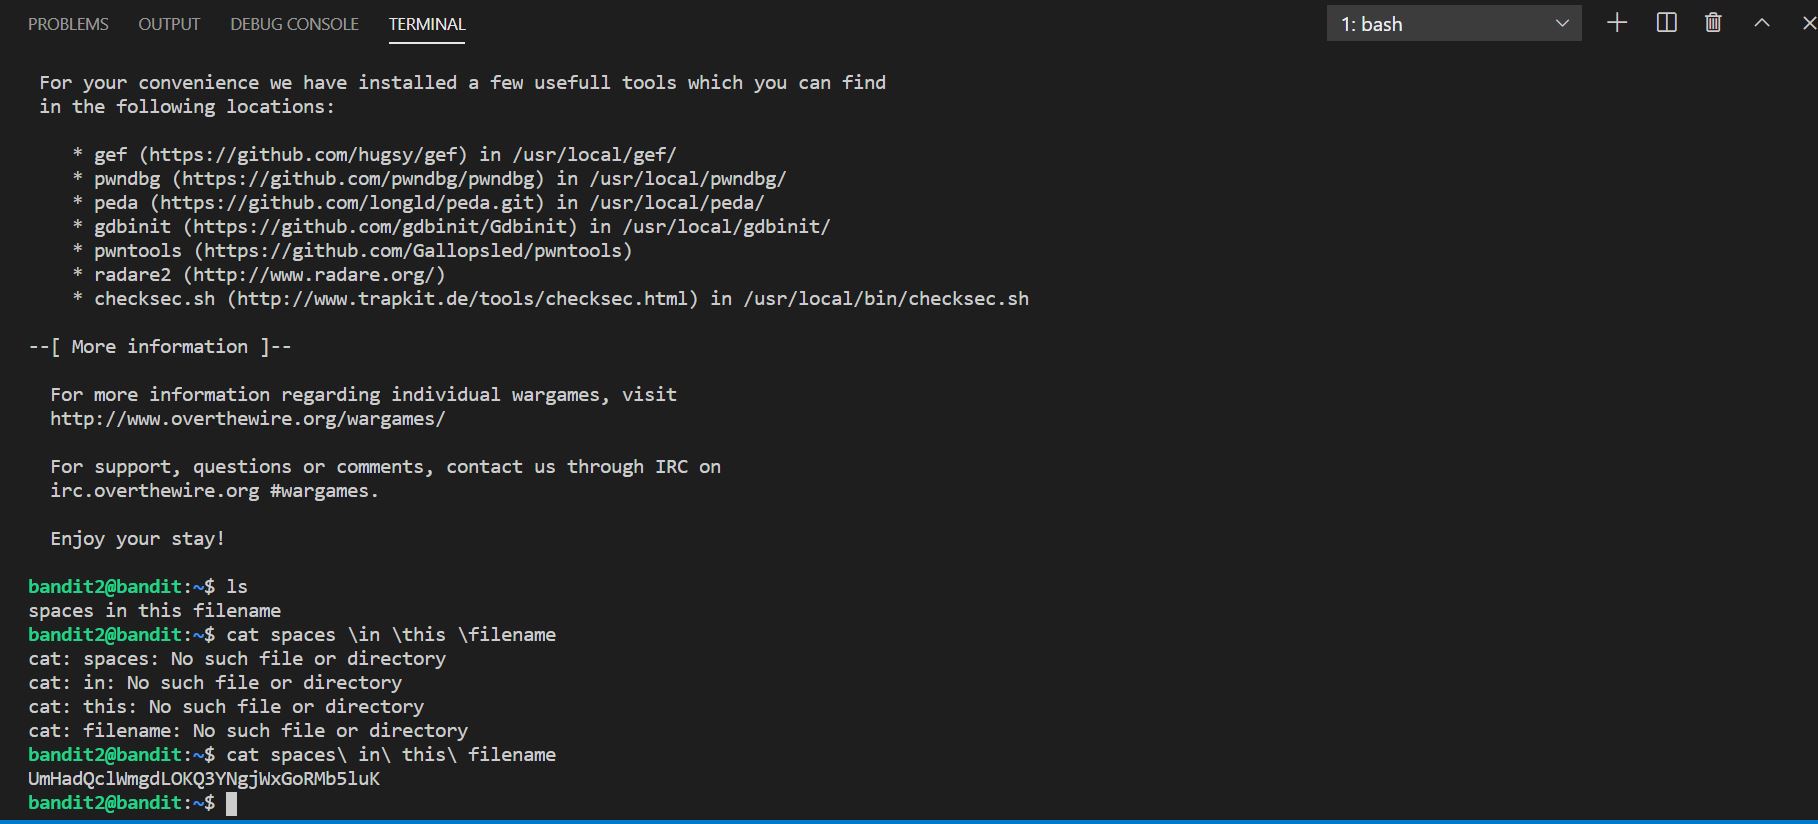 PROBLEMS OUTPUT DEBUG CONSOLE TERMINAL 1: bash
For your convenience we have installed a few usefull tools which you can find
in the following locations:
* gef (https://github.com/hugsy/gef) in /usr/local/gef/
* pwndbg (https://github.com/pwndbg/pwndbg) in /usr/local/pwndbg/
* peda (https://github.com/longld/peda.git) in /usr/local/peda/
* gdbinit (https://github.com/gdbinit/Gdbinit) in /usr/local/gdbinit/
* pwntools (https://github.com/Gallopsled/pwntools)
* radare2 (http://www.radare.org/)
* checksec.sh (http://www.trapkit.de/tools/checksec.html) in /usr/local/bin/checksec.sh
--[ More information ]--
For more information regarding individual wargames, visit
http://www.overthewire.org/wargames/
For support, questions or comments, contact us through IRC on
irc.overthewire.org #wargames.
Enjoy your stay!
bandit2@bandit:~$ ls
spaces in this filename
bandit2@bandit:~$ cat spaces \in \this \filename
cat: spaces: No such file or directory
cat: in: No such file or directory
cat: this: No such file or directory
cat: filename: No such file or directory
bandit2@bandit:~$ cat spaces\ in\ this\ filename
UmHadQclWmgdLOKQ3YNgjWxGoRMb5luK
bandit2@bandit:~$